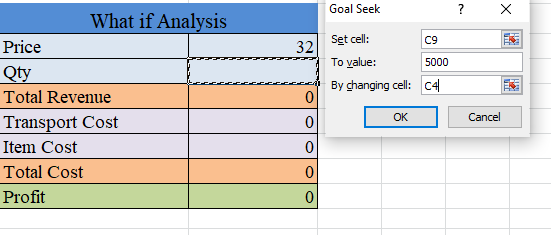 What if Analysis
Price 32
Qty
Total Revenue 0
Transport Cost 0
Item Cost 0
Total Cost 0
Profit 0
Goal Seek ? ×
Set cell: C9
To value: 5000
By changing cell: C4
OK Cancel